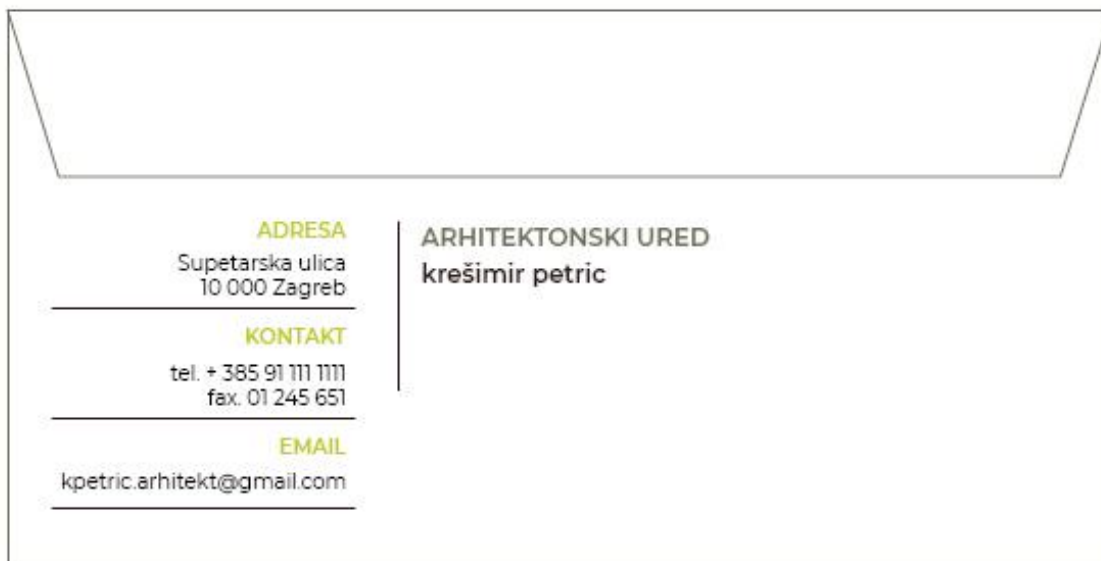 ADRESA
Supetarska ulica
10 000 Zagreb
KONTAKT
tel. + 385 91 111 1111
fax. 01 245 651
EMAIL
kpetric.arhitekt@gmail.com
ARHITEKTONSKI URED
krešimir petric